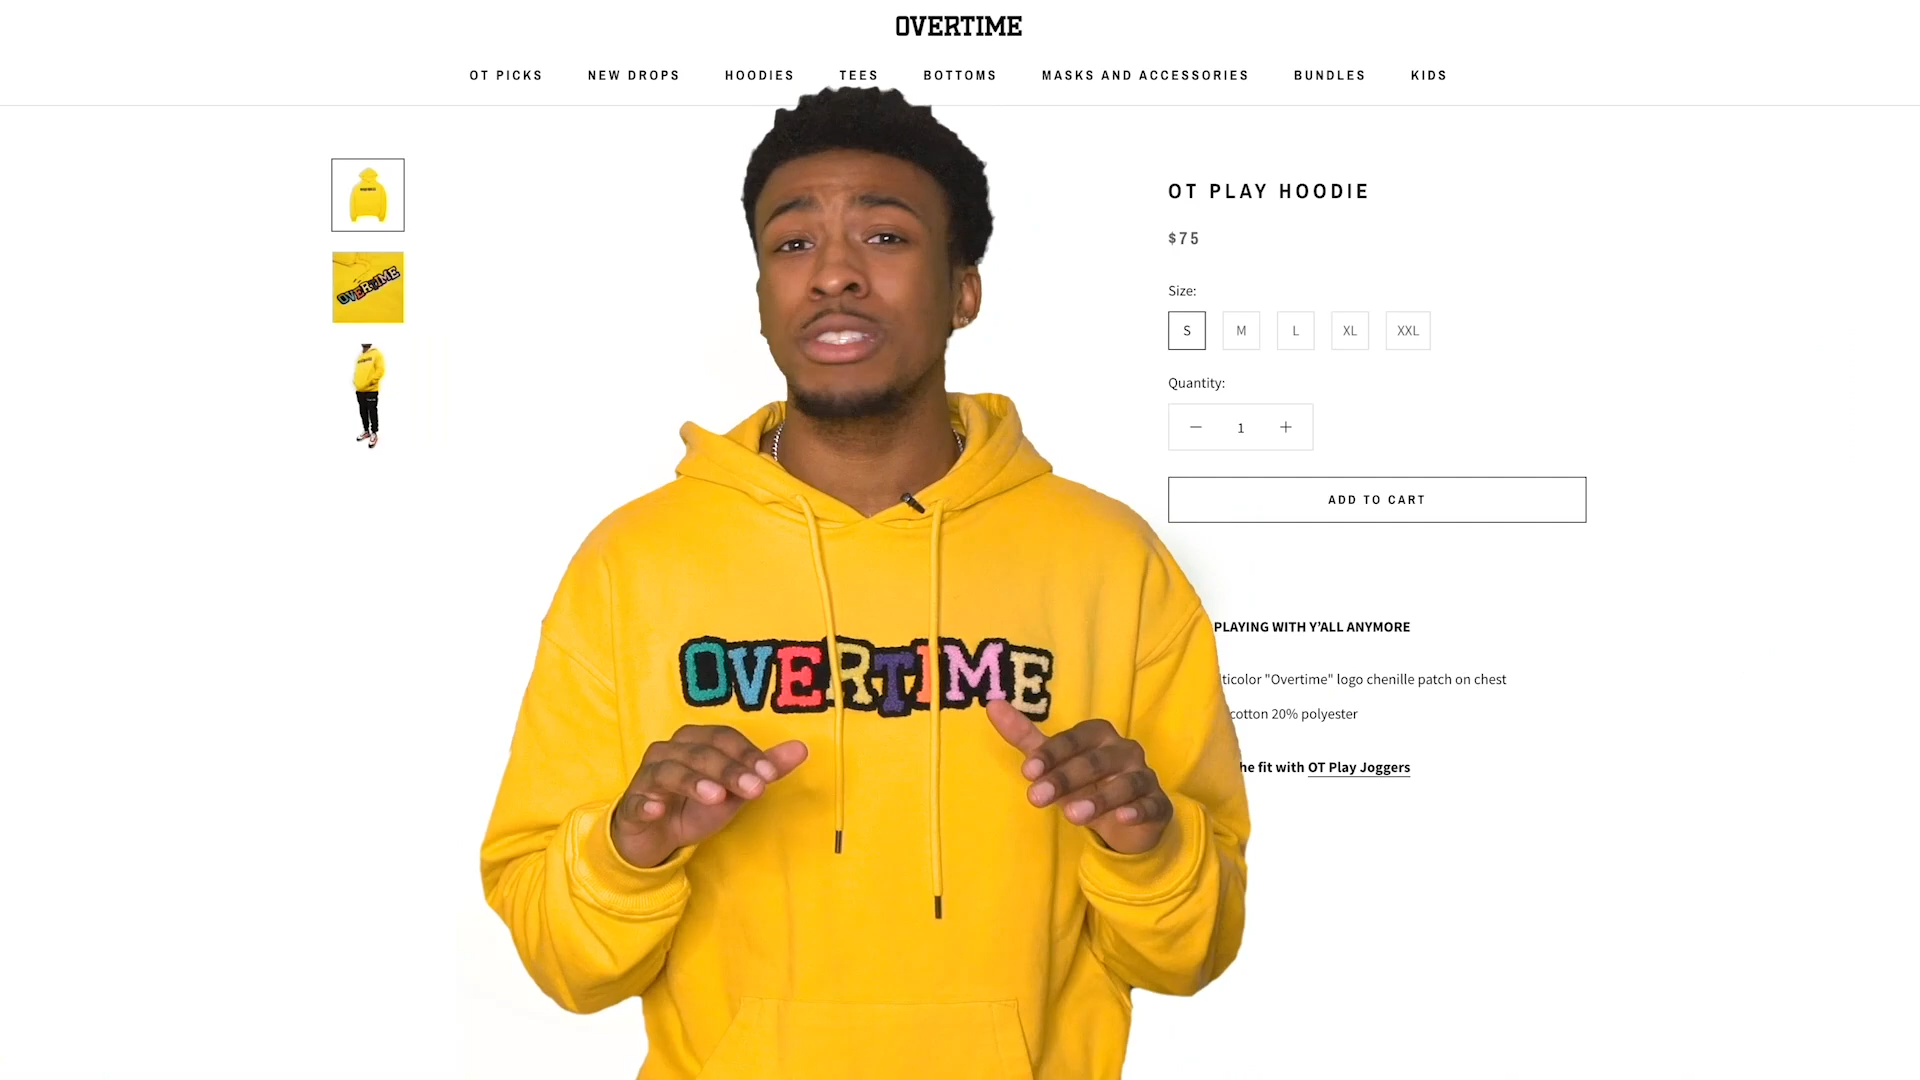 OVERTIME
OT PICKS NEW DROPS HOODIES TEES BOTTOMS MASKS AND ACCESSORIES BUNDLES KIDS
OT PLAY HOODIE
$75
Size:
S M L XL XXL
Quantity:
1
ADD TO CART
OVERTIME
OVERTIME
PLAYING WITH Y'ALL ANYMORE
"Overtime" logo chenille patch on chest
cotton 20% polyester
fit with OT Play Joggers